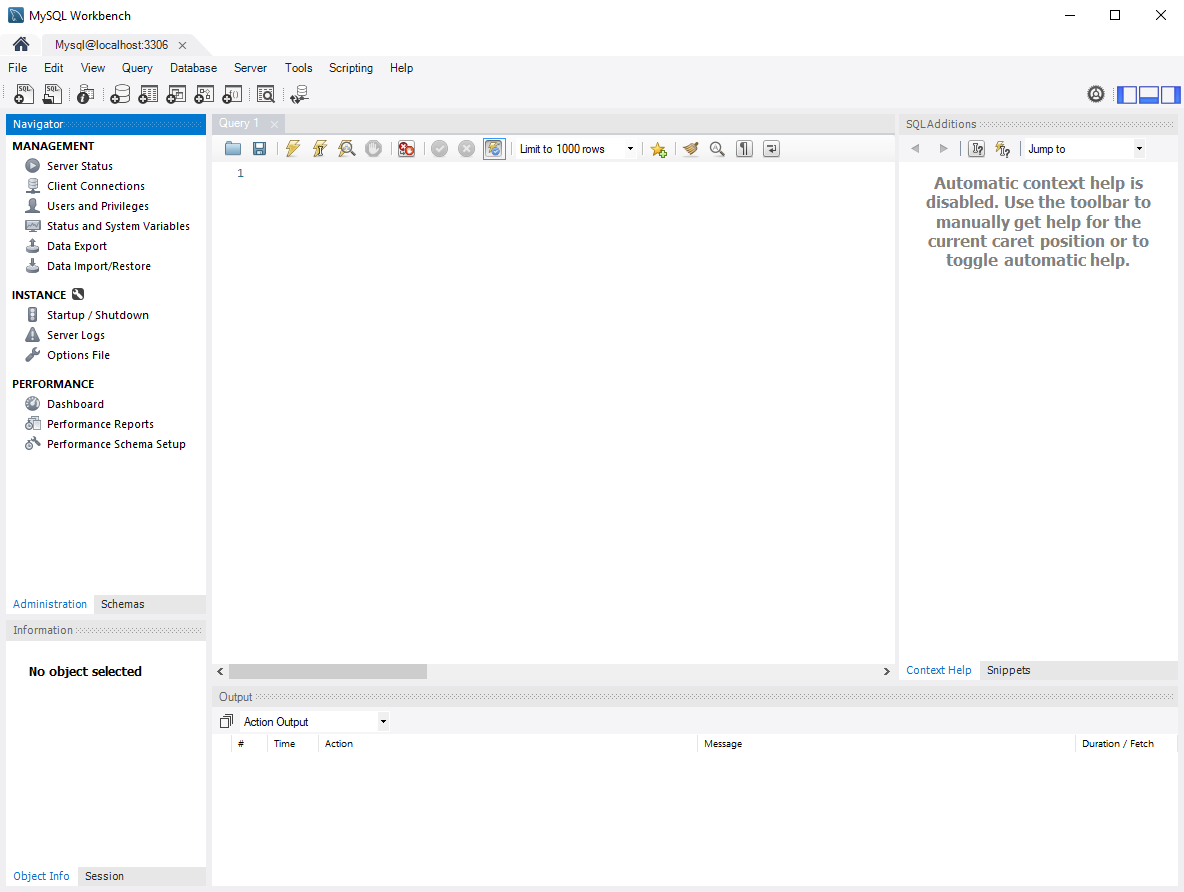 MySQL Workbench
Mysql@localhost:3306
File Edit View Query Database Server Tools Scripting Help
Navigator
MANAGEMENT
Server Status
Client Connections
Users and Privileges
Status and System Variables
Data Export
Data Import/Restore
INSTANCE
Startup / Shutdown
Server Logs
Options File
PERFORMANCE
Dashboard
Performance Reports
Performance Schema Setup
Administration Schemas
Information
No object selected
Object Info Session
Query 1
Limit to 1000 rows
1
SQLAdditions
Jump to
Automatic context help is
disabled. Use the toolbar to
manually get help for the
current caret position or to
toggle automatic help.
Context Help Snippets
Output
Action Output
# Time Action Message Duration / Fetch